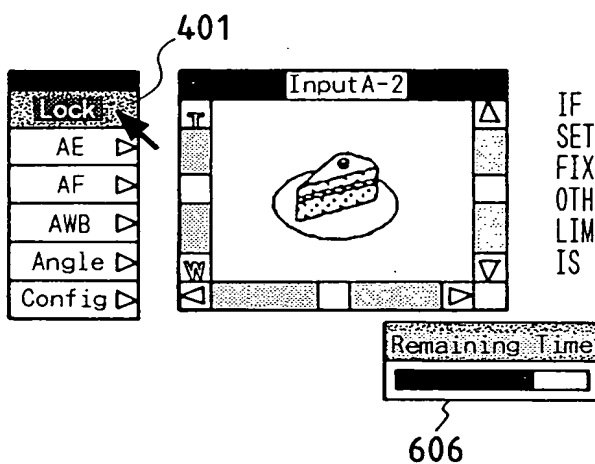 401
Lock
AE
AF
AWB
Angle
Config
InputA-2
T
W
IF
SET
FIX
OTH
LIM
IS
Remaining Time
606